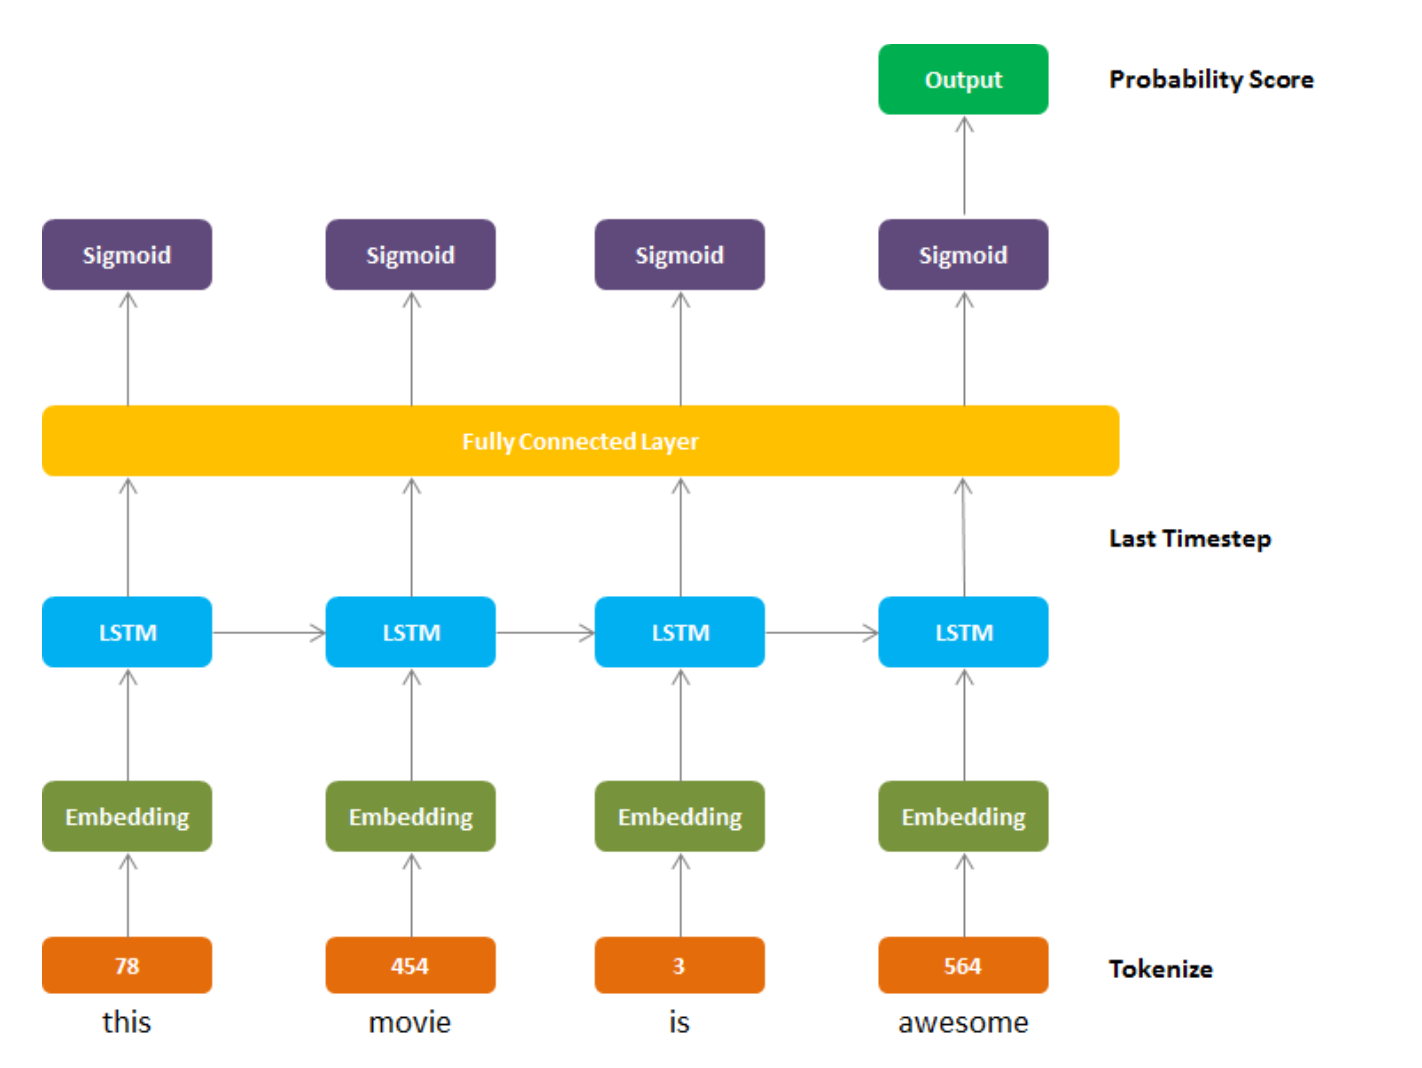 Output
Probability Score
Sigmoid
Sigmoid
Sigmoid
Sigmoid
Fully Connected Layer
Last Timestep
LSTM
LSTM
LSTM
LSTM
Embedding
Embedding
Embedding
Embedding
78
454
3
564
Tokenize
this
movie
is
awesome